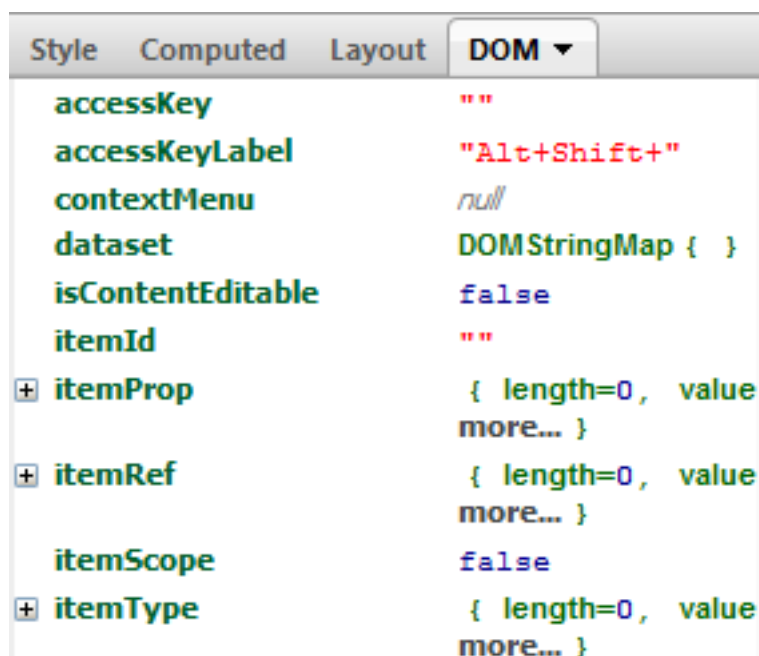 Style Computed Layout DOM
accessKey ""
accessKeyLabel "Alt+Shift+"
contextMenu null
dataset DOMStringMap { }
isContentEditable false
itemId ""
itemProp { length=0, value
more... }
itemRef { length=0, value
more... }
itemScope false
itemType { length=0, value
more... }